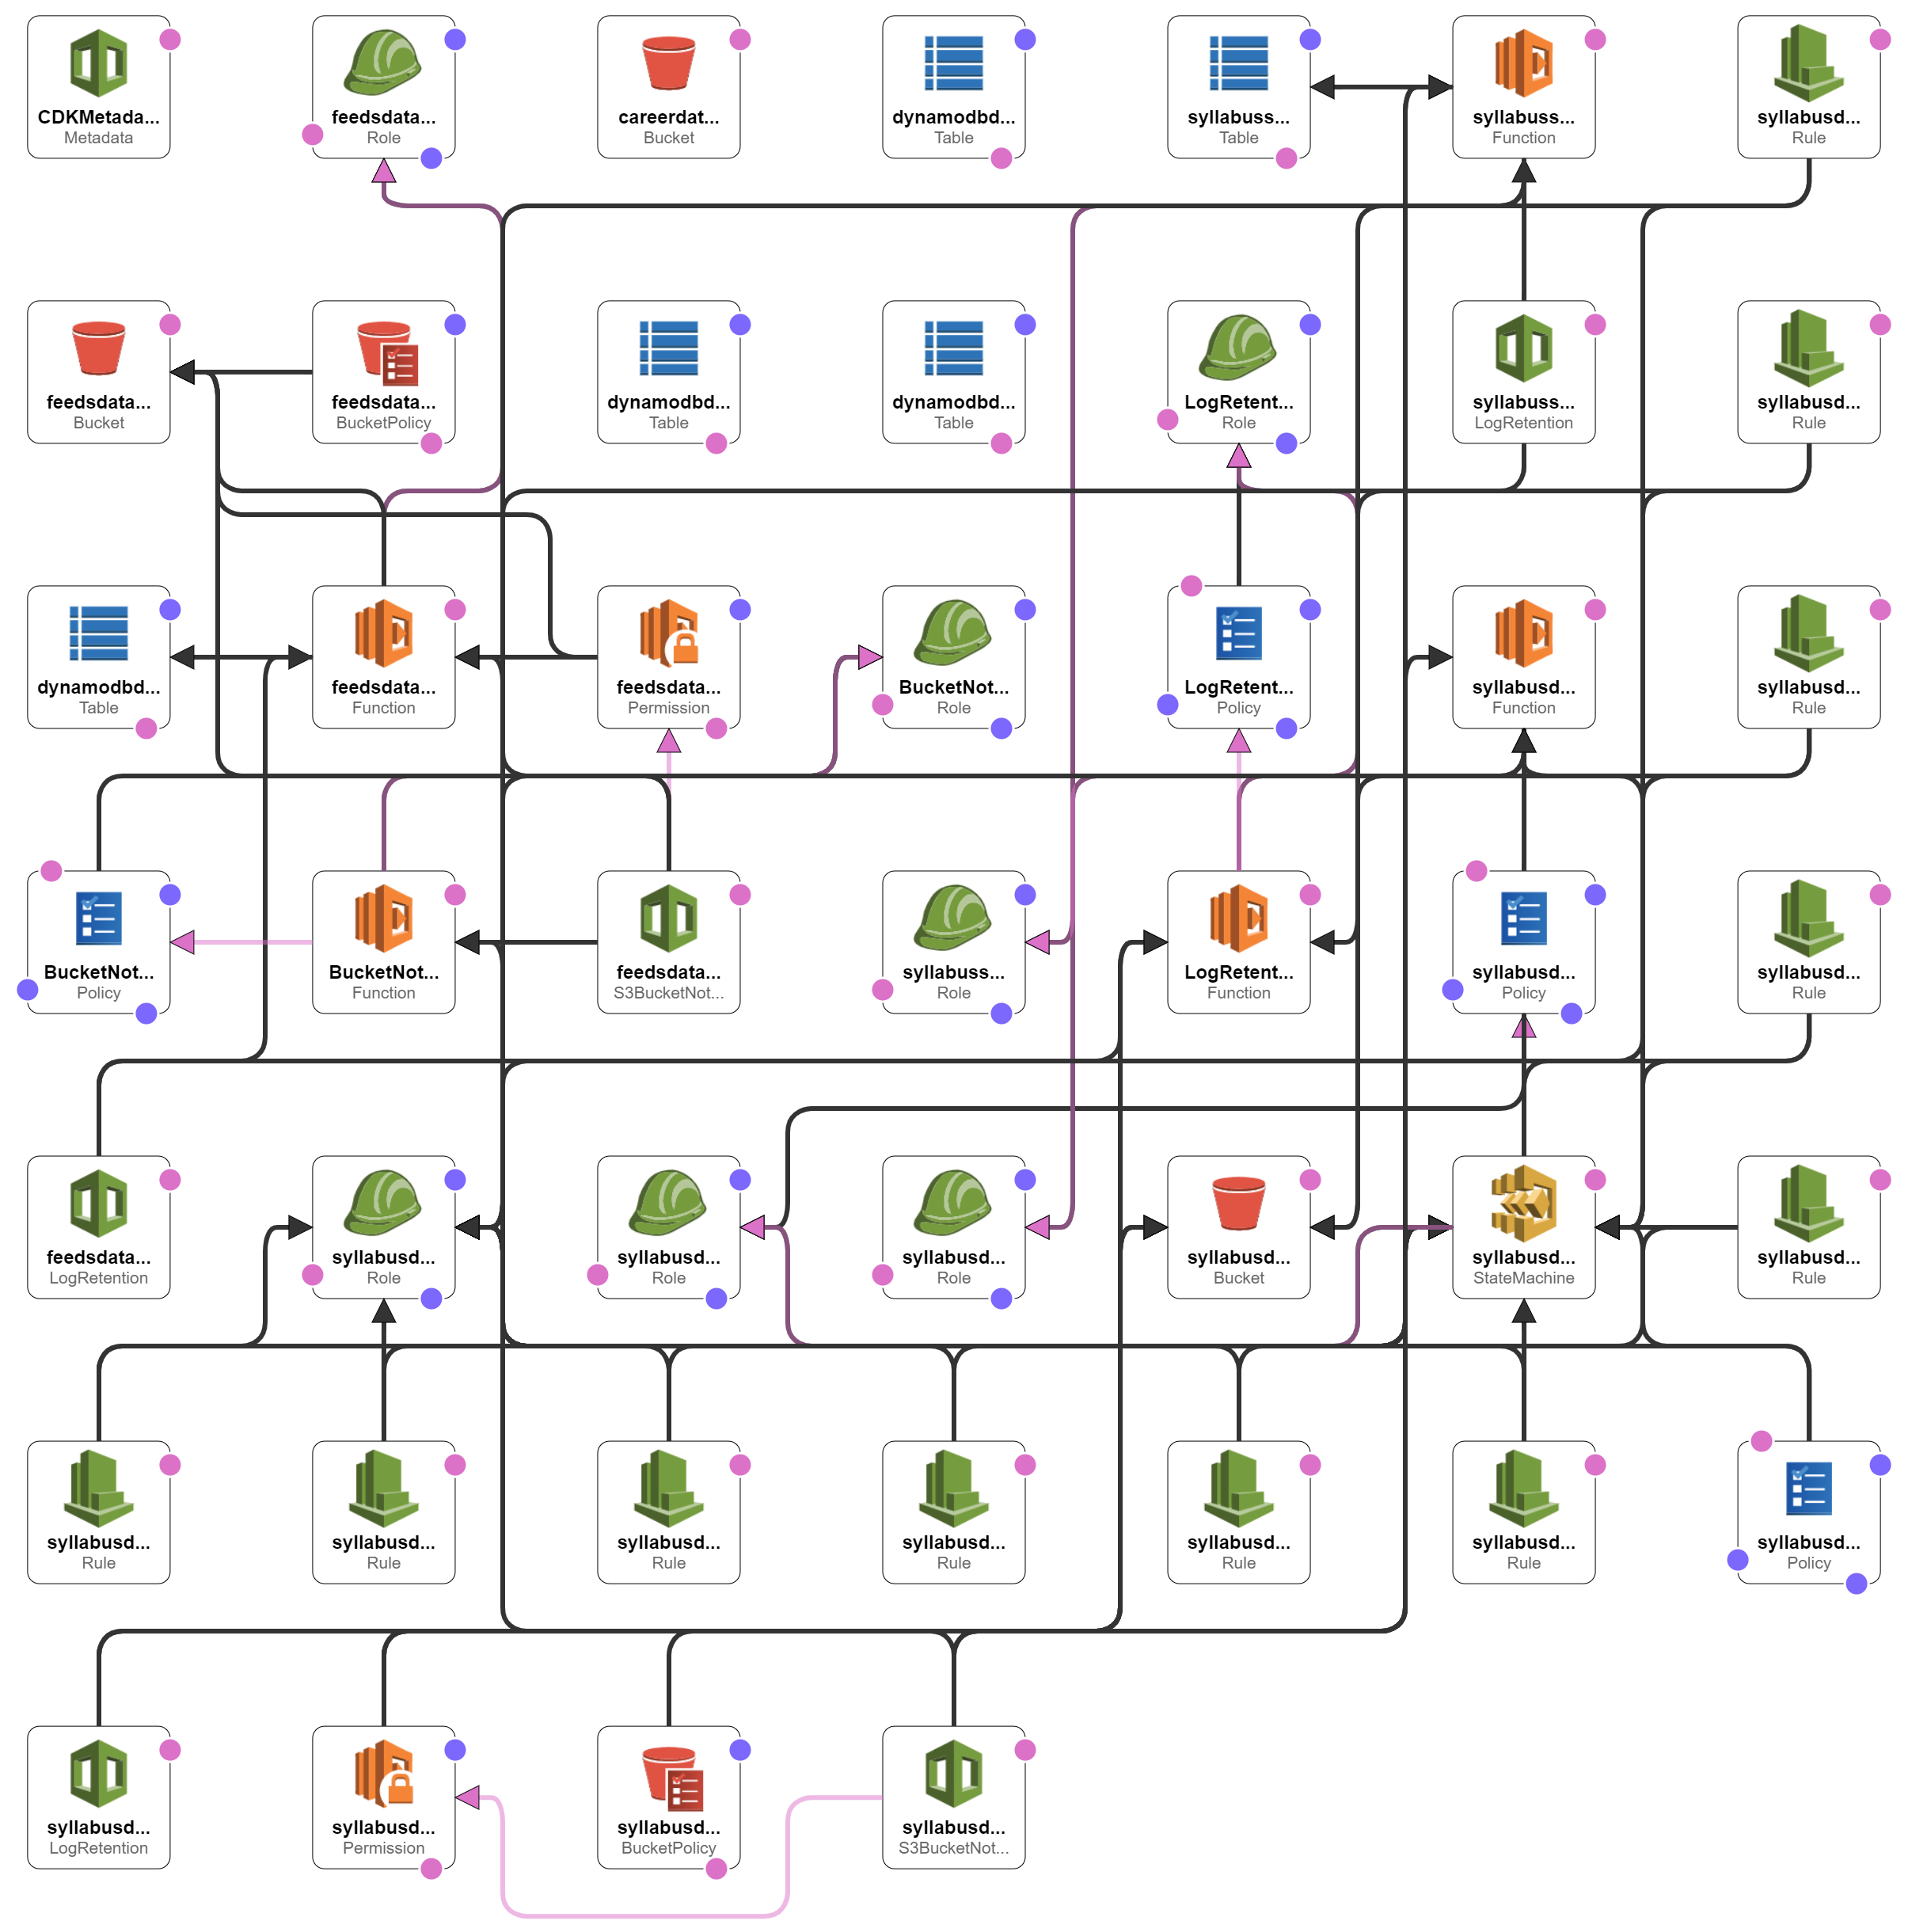 CDKMetada...
Metadata
feedsdata...
Role
careerdat...
Bucket
dynamodbd...
Table
syllabuss...
Table
syllabuss...
Function
syllabusd...
Rule
feedsdata...
Bucket
feedsdata...
BucketPolicy
dynamodbd...
Table
dynamodbd...
Table
LogRetent...
Role
syllabuss...
LogRetention
syllabusd...
Rule
dynamodbd...
Table
feedsdata...
Function
feedsdata...
Permission
BucketNot...
Role
LogRetent...
Policy
syllabusd...
Function
syllabusd...
Rule
BucketNot...
Policy
BucketNot...
Function
feedsdata...
S3BucketNot...
syllabuss...
Role
LogRetent...
Function
syllabusd...
Policy
syllabusd...
Rule
feedsdata...
LogRetention
syllabusd...
Role
syllabusd...
Role
syllabusd...
Role
syllabusd...
Bucket
syllabusd...
StateMachine
syllabusd...
Rule
syllabusd...
Rule
syllabusd...
Rule
syllabusd...
Rule
syllabusd...
Rule
syllabusd...
Rule
syllabusd...
Rule
syllabusd...
Policy
syllabusd...
LogRetention
syllabusd...
Permission
syllabusd...
BucketPolicy
syllabusd...
S3BucketNot...